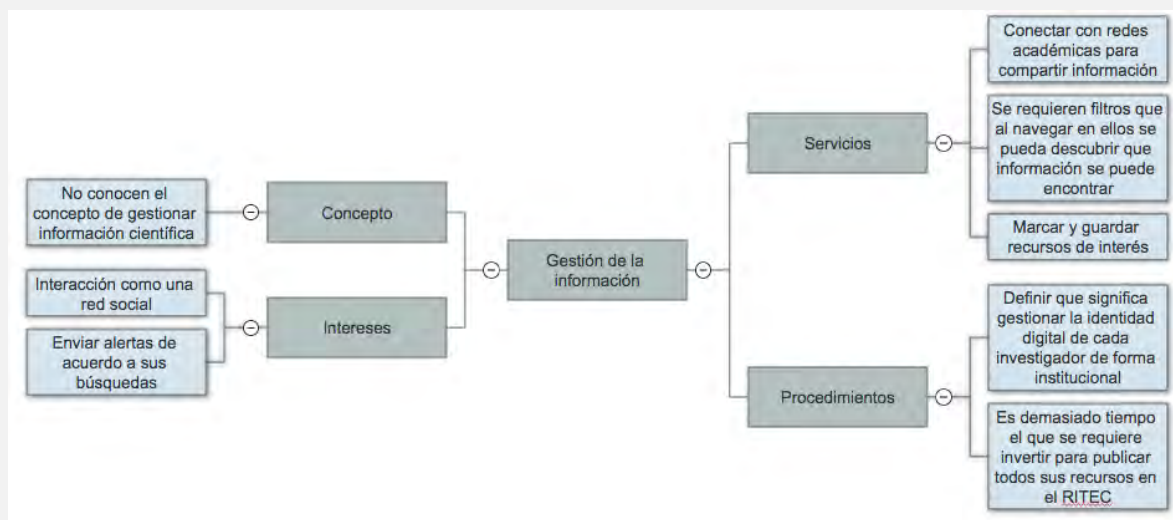 No conocen el
concepto de gestionar
información científica
Concepto
Interacción como una
red social
Enviar alertas de
acuerdo a sus
búsquedas
Intereses
Gestión de la
información
Servicios
Conectar con redes
académicas para
compartir información
Se requieren filtros que
al navegar en ellos se
pueda descubrir que
información se puede
encontrar
Marcar y guardar
recursos de interés
Procedimientos
Definir que significa
gestionar la identidad
digital de cada
investigador de forma
institucional
Es demasiado tiempo
el que se requiere
invertir para publicar
todos sus recursos en
el RITEC